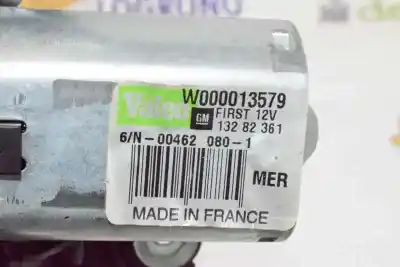 W000013579
Valeo
GM
FIRST 12V
132 82 361
6/N-00462 080-1
MER
MADE IN FRANCE